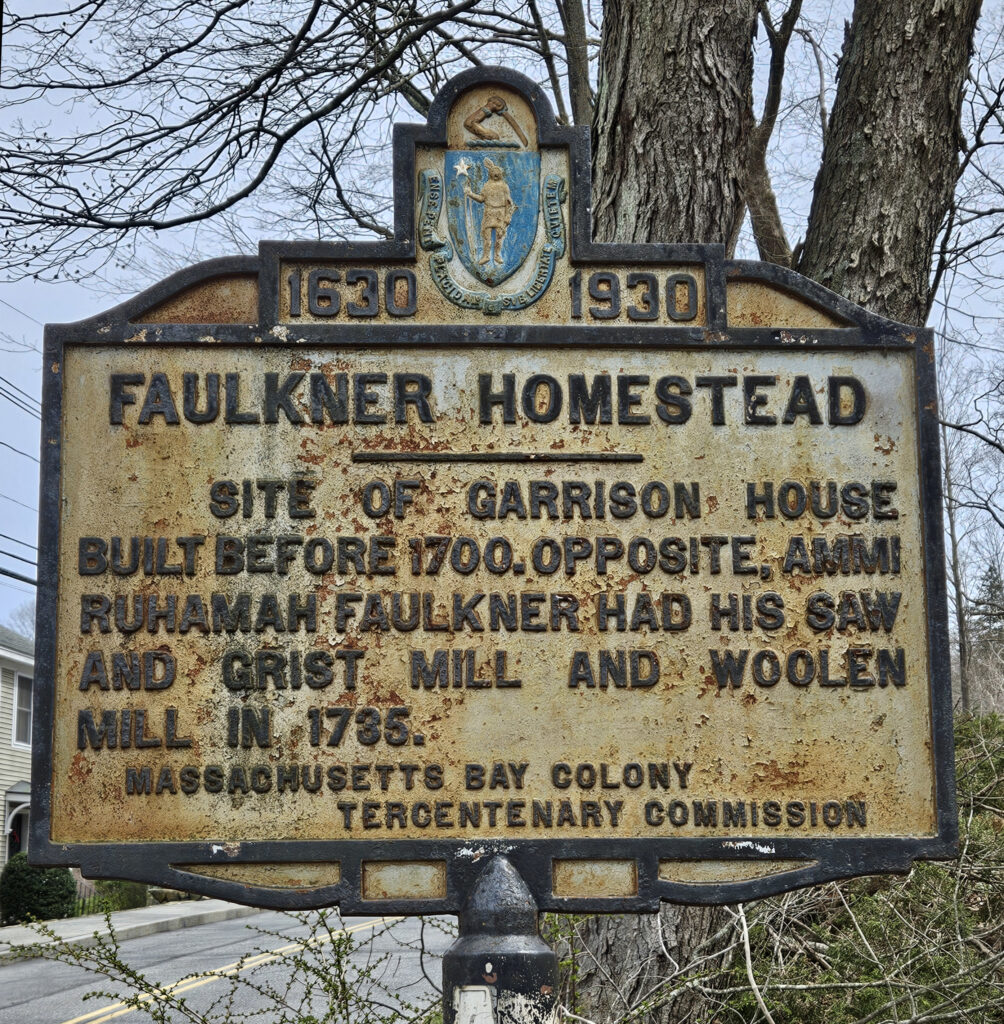 1630 1930
FAULKNER HOMESTEAD
SITE OF GARRISON HOUSE
BUILT BEFORE 1700. OPPOSITE, AMMI
RUHAMAH FAULKNER HAD HIS SAW
AND GRIST MILL AND WOOLEN
MILL IN 1735.
MASSACHUSETTS BAY COLONY
TERCENTENARY COMMISSION